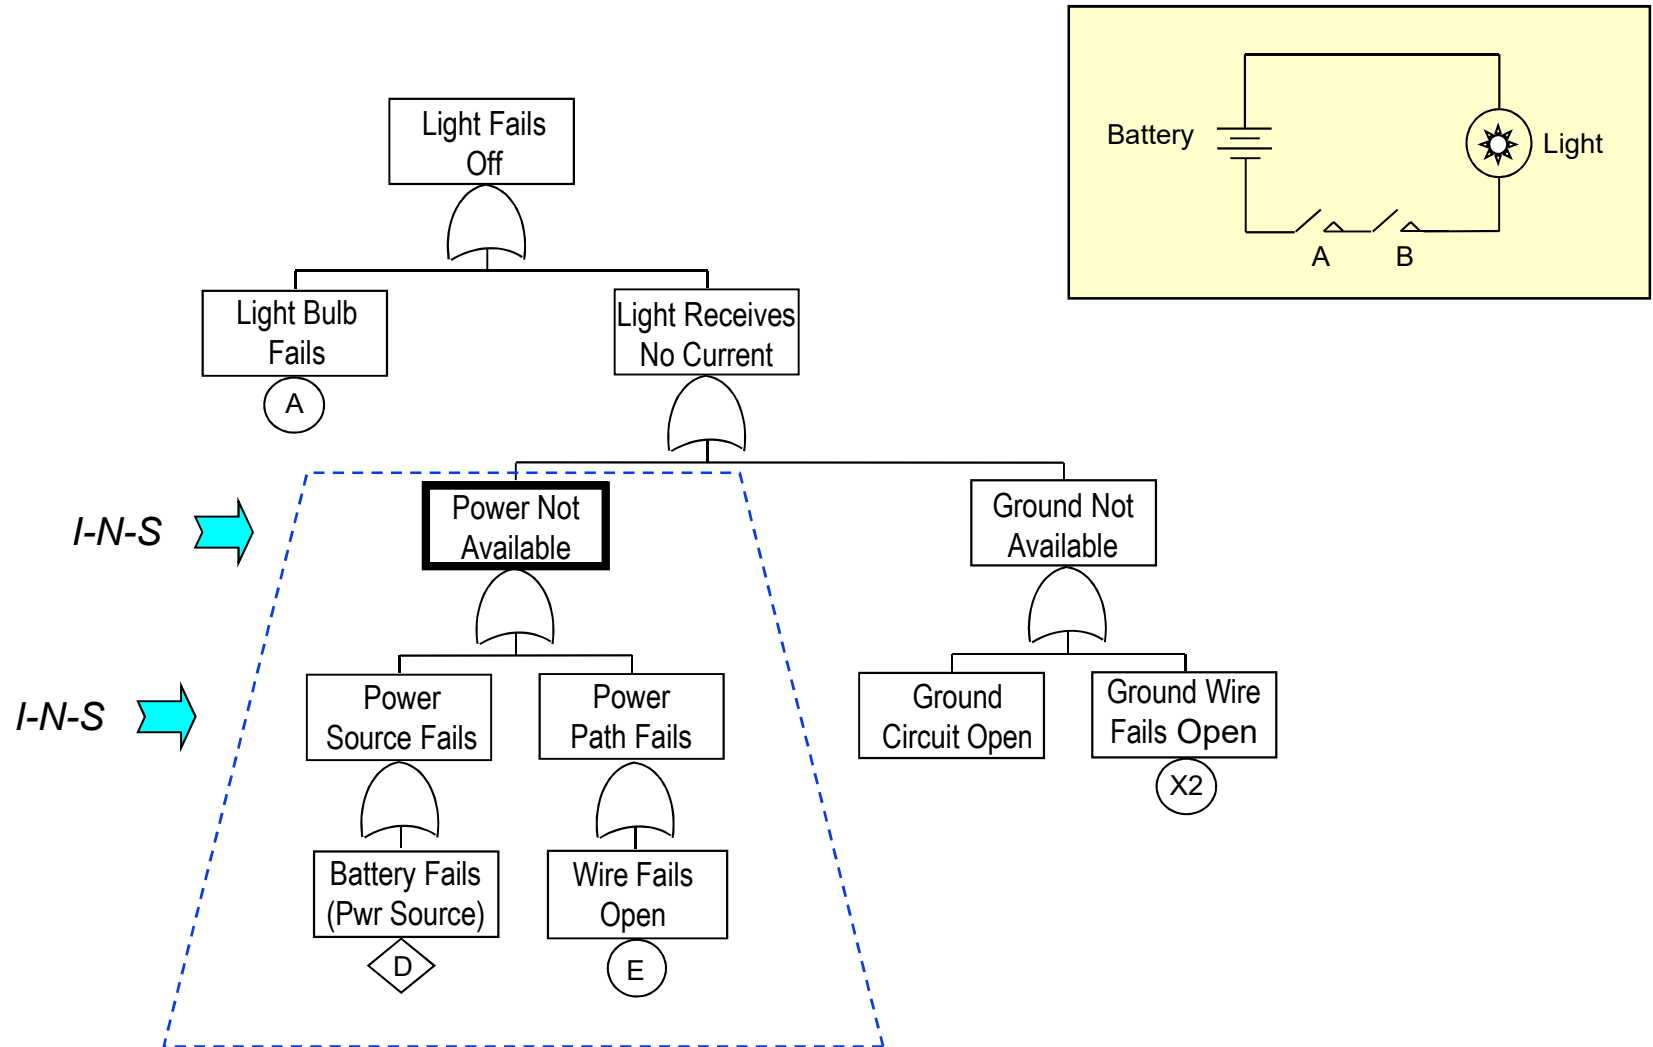 Battery
Light
A
B
Light Fails
Off
Light Bulb
Fails
A
Light Receives
No Current
I-N-S
Power Not
Available
Ground Not
Available
I-N-S
Power
Source Fails
Power
Path Fails
Ground
Circuit Open
Ground Wire
Fails Open
X2
Battery Fails
(Pwr Source)
D
Wire Fails
Open
E